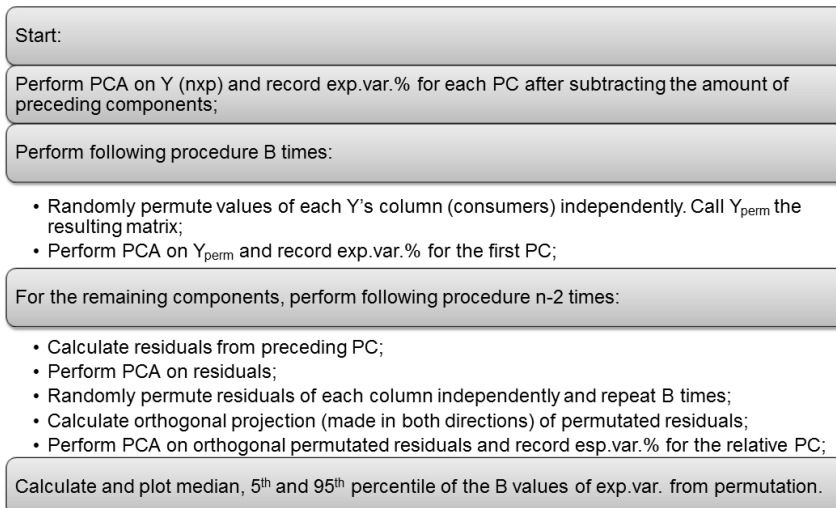 Start:
Perform PCA on Y (nxp) and record exp.var.% for each PC after subtracting the amount of
preceding components;
Perform following procedure B times:
• Randomly permute values of each Y's column (consumers) independently. Call Yperm the
resulting matrix;
• Perform PCA on Yperm and record exp.var.% for the first PC;
For the remaining components, perform following procedure n-2 times:
• Calculate residuals from preceding PC;
• Perform PCA on residuals;
• Randomly permute residuals of each column independently and repeat B times;
• Calculate orthogonal projection (made in both directions) of permutated residuals;
• Perform PCA on orthogonal permutated residuals and record esp.var.% for the relative PC;
Calculate and plot median, 5th and 95th percentile of the B values of exp.var. from permutation.